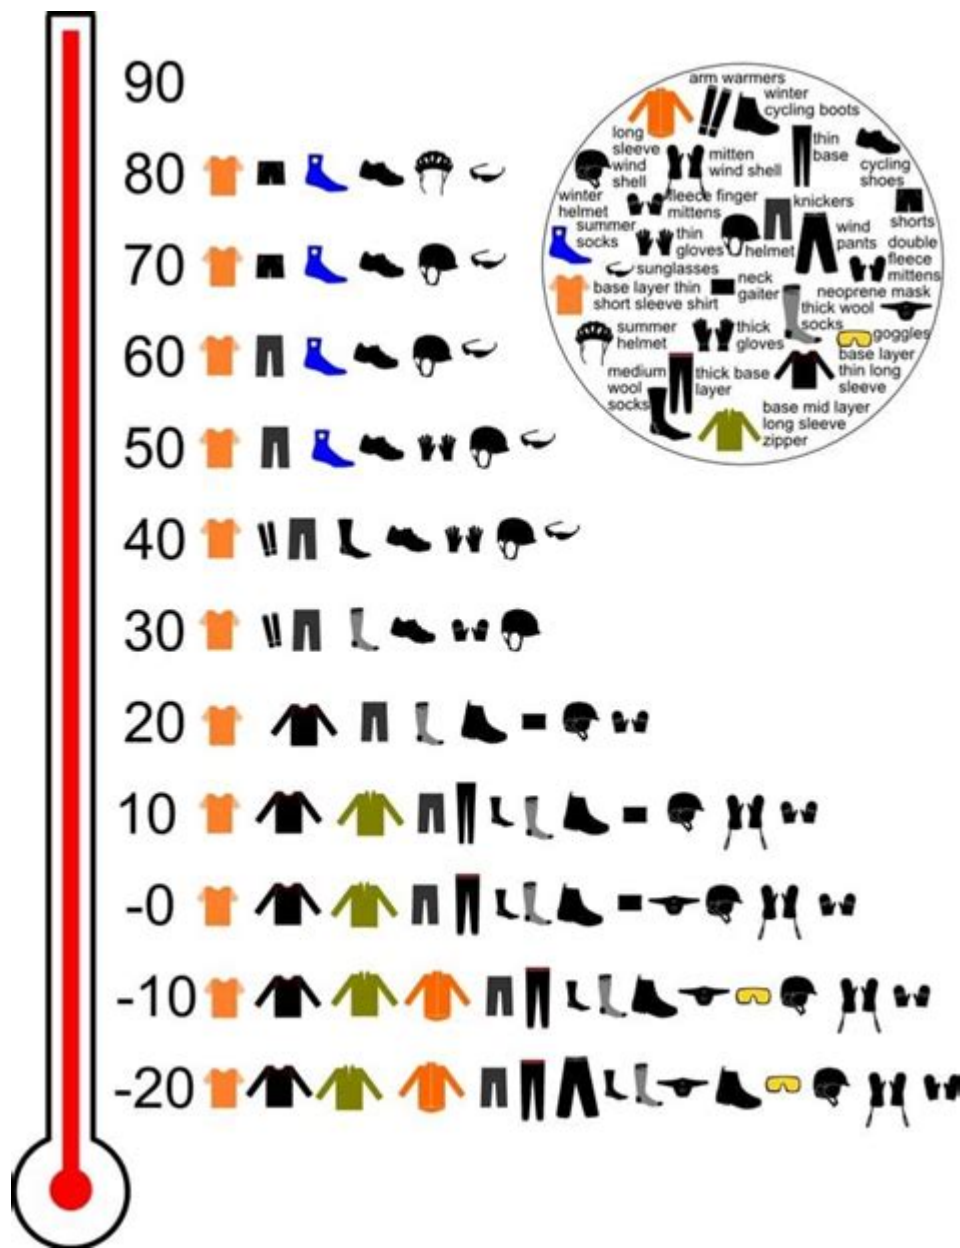 90
80
70
60
50
40
30
20
10
-0
-10
-20
arm warmers
winter
cycling boots
long
sleeve
wind
shell
thin
base
mitten
wind shell
cycling
shoes
winter
helmet
fleece finger
mittens
knickers
shorts
summer
socks
thin
gloves
helmet
wind
pants
double
fleece
mittens
sunglasses
base layer thin
short sleeve shirt
neck
gaiter
neoprene mask
thick wool
socks
summer
helmet
thick
gloves
goggles
base layer
thin long
sleeve
medium
wool
socks
thick base
layer
base mid layer
long sleeve
zipper